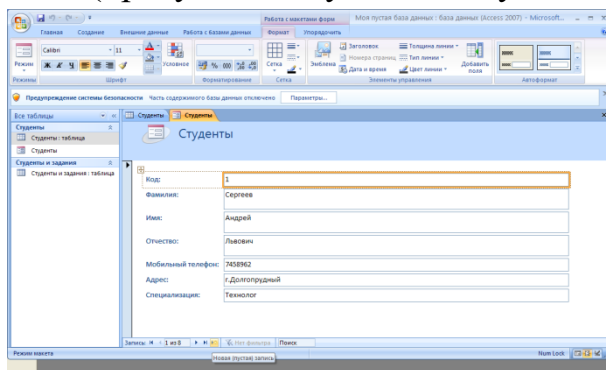 Работа с макетами форм
Моя пустая база данных : база данных (Access 2007) - Microsoft...
Главная Создание Внешние данные Работа с базами данных Формат Упорядочить
Calibri 11
Режим Ж К Ч Условное % 000 Сетка Эмблема Заголовок Толщина линии Добавить поля
Номера страниц Тип линии
Дата и время Цвет линии
Режимы Шрифт Форматирование Сетка Элементы управления Автоформат
Предупреждение системы безопасности Часть содержимого базы данных отключено Параметры...
Все таблицы
Студенты Студенты
Студенты
Студенты : таблица
Студенты
Студенты и задания
Студенты и задания : таблица
Студенты
Код: 1
Фамилия: Сергеев
Имя: Андрей
Отчество: Львович
Мобильный телефон: 7458962
Адрес: г.Долгопрудный
Специализация: Технолог
Запись: 1 из 8 Нет фильтра Поиск
Режим макета Num Lock
Новая (пустая) запись